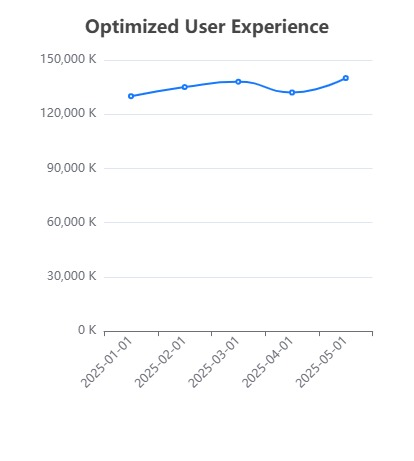 Optimized User Experience
150,000 K
120,000 K
90,000 K
60,000 K
30,000 K
0 K
2025-01-01
2025-02-01
2025-03-01
2025-04-01
2025-05-01